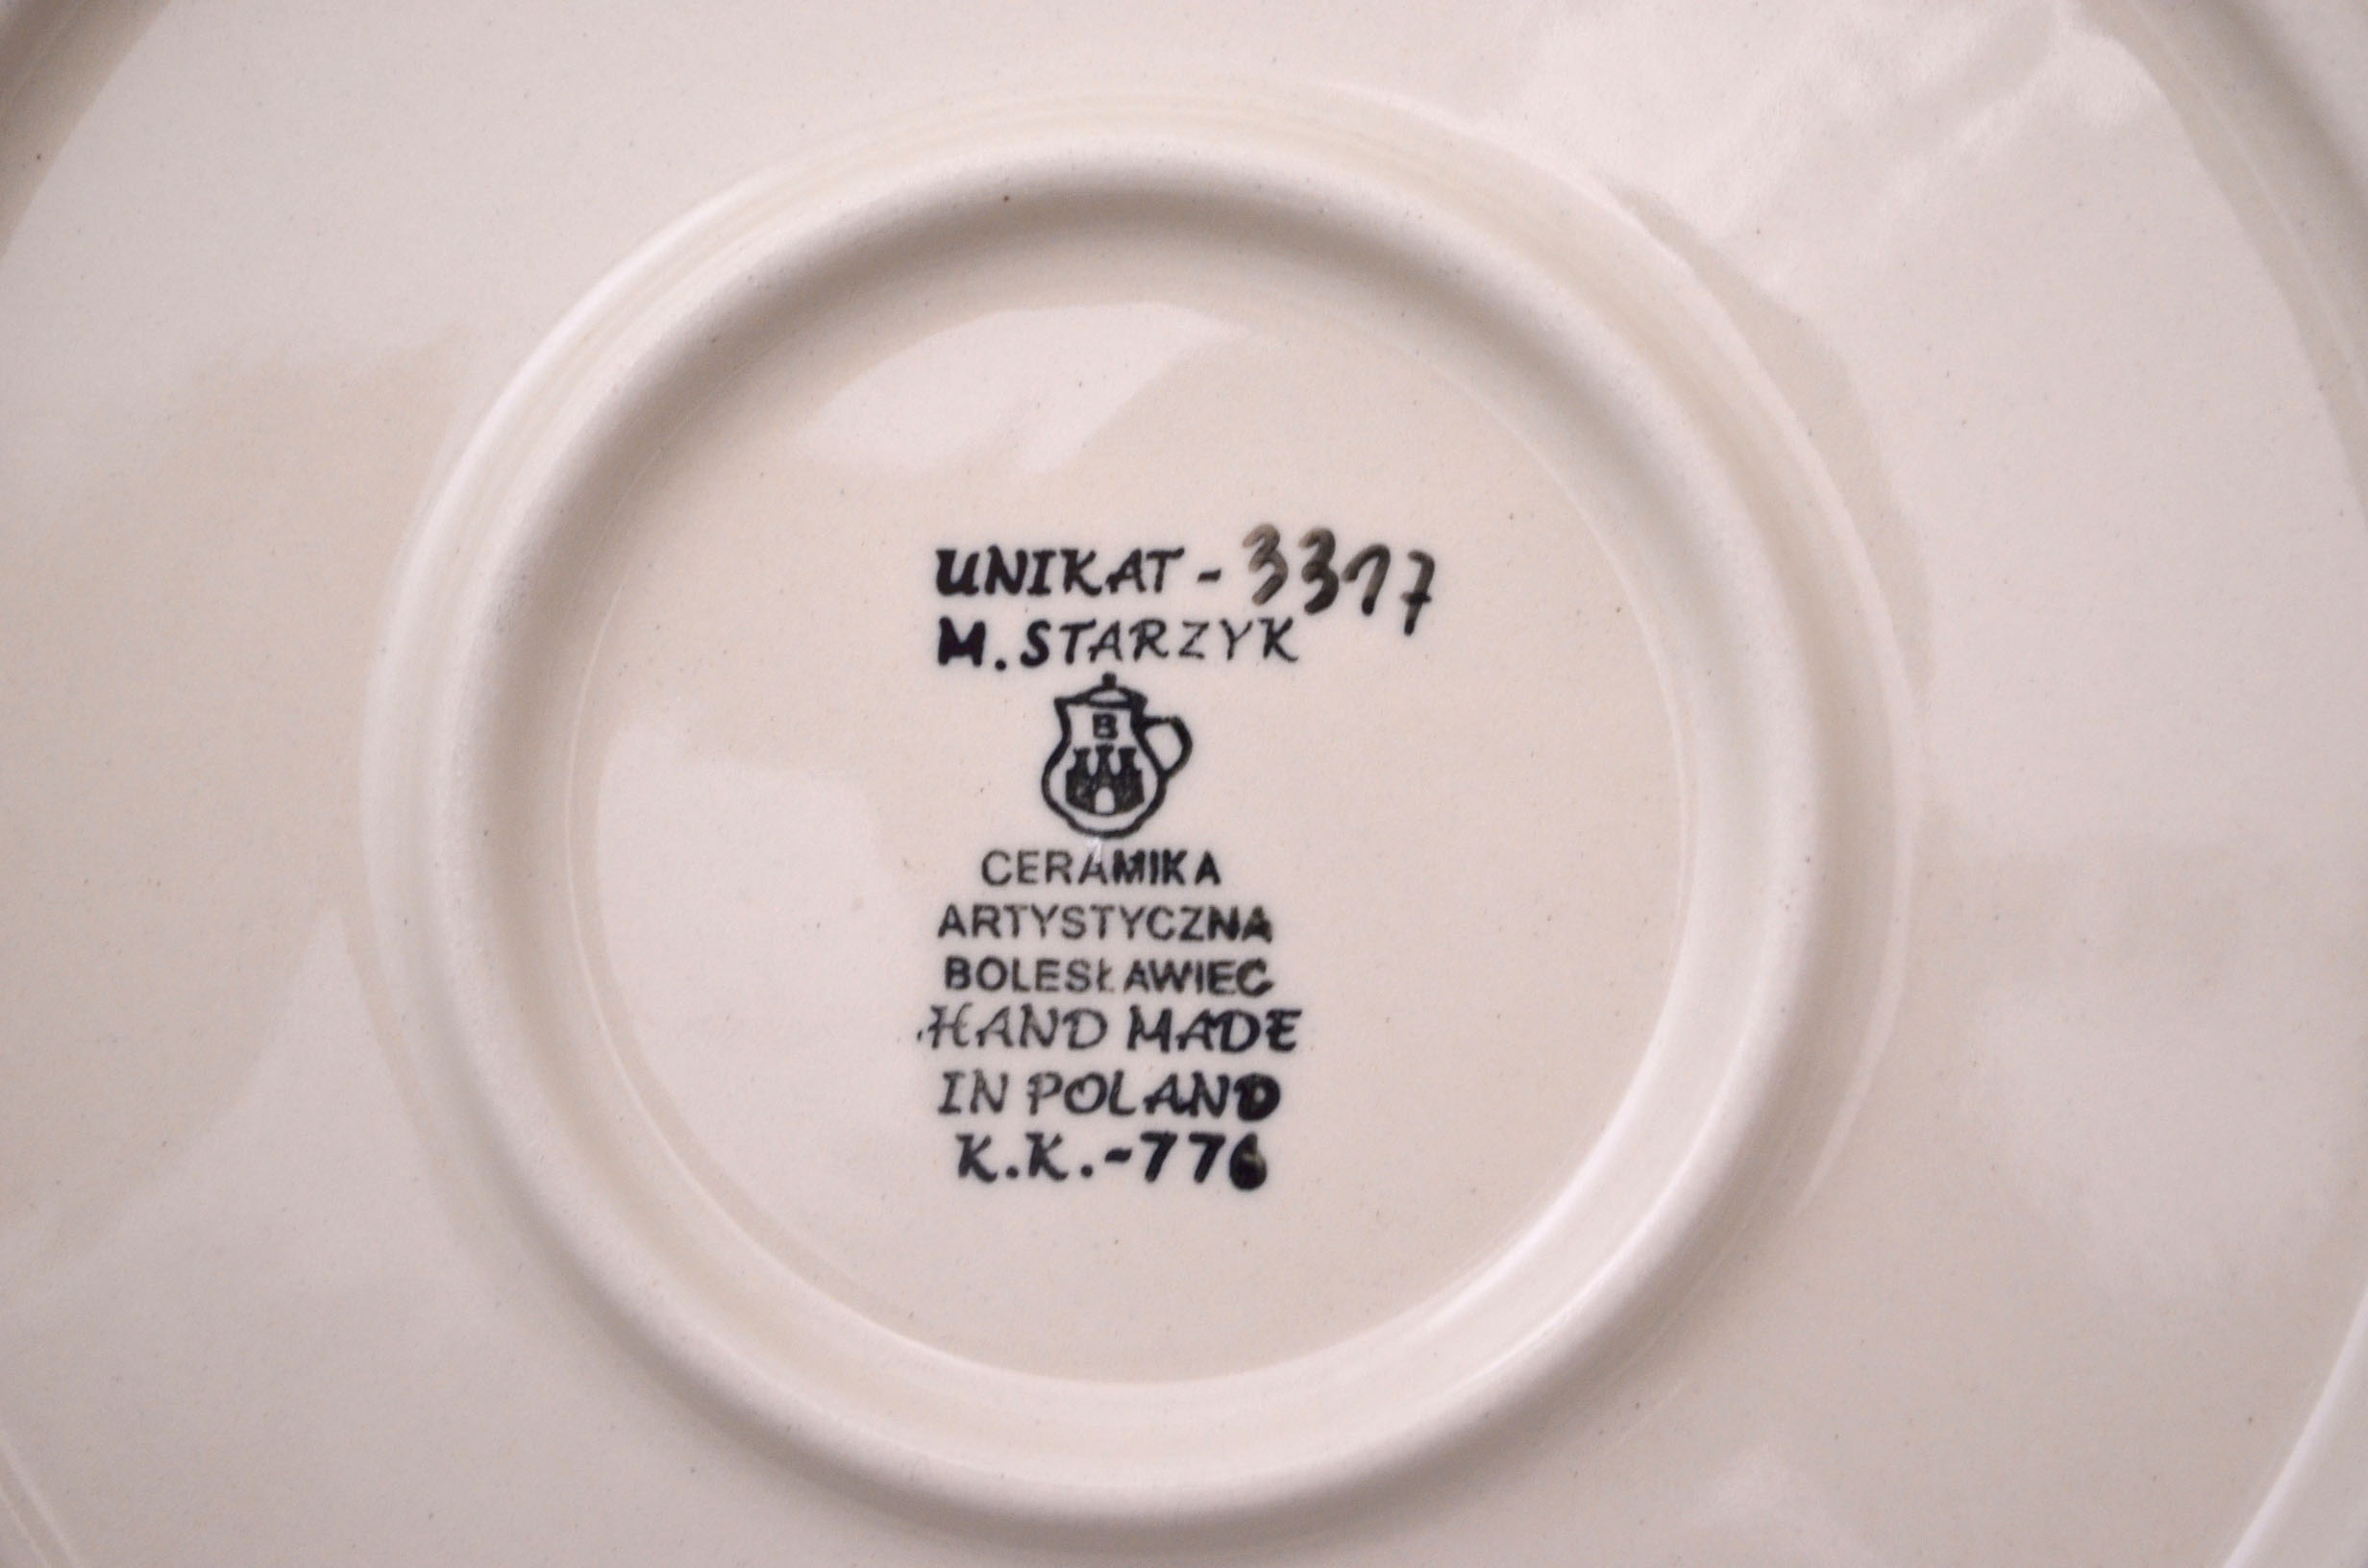 UNIKAT - 3317
M. STARZYK
B
CERAMIKA
ARTYSTYCZNA
BOLESŁAWIEC
HAND MADE
IN POLAND
K.K.-776